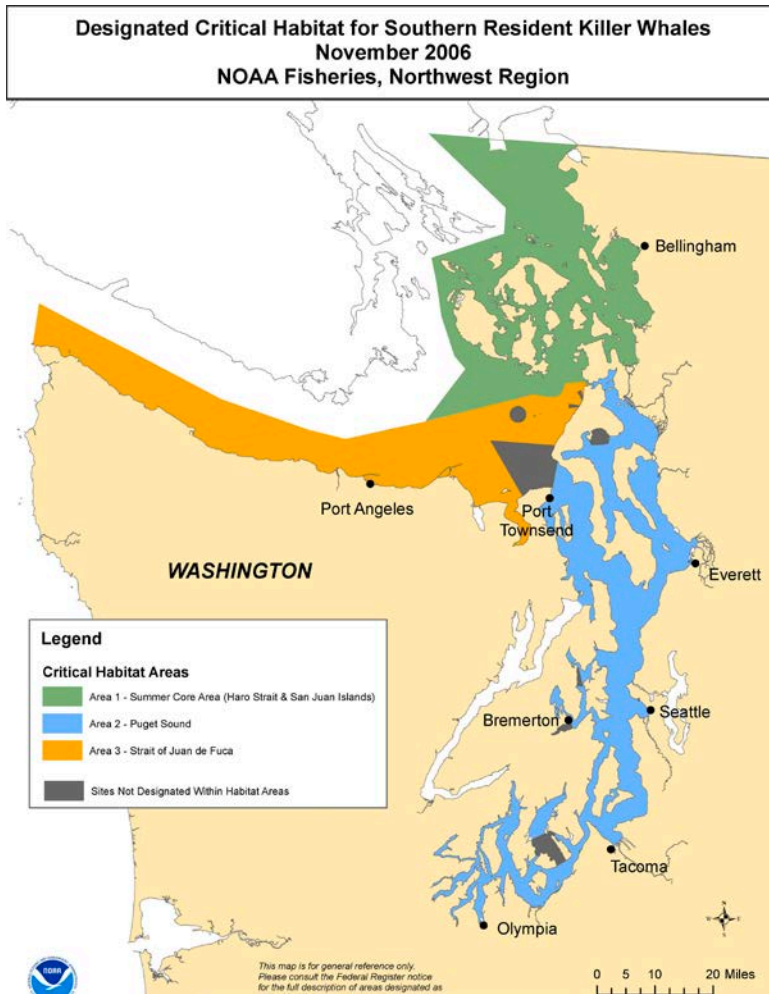 Designated Critical Habitat for Southern Resident Killer Whales
November 2006
NOAA Fisheries, Northwest Region
Bellingham
Port Angeles
Port
Townsend
WASHINGTON
Everett
Legend
Critical Habitat Areas
Area 1 - Summer Core Area (Haro Strait & San Juan Islands)
Area 2 - Puget Sound
Area 3 - Strait of Juan de Fuca
Sites Not Designated Within Habitat Areas
Bremerton
Seattle
Tacoma
Olympia
N
W E
S
NOAA
This map is for general reference only.
Please consult the Federal Register notice
for the full description of areas designated as
0 5 10 20 Miles